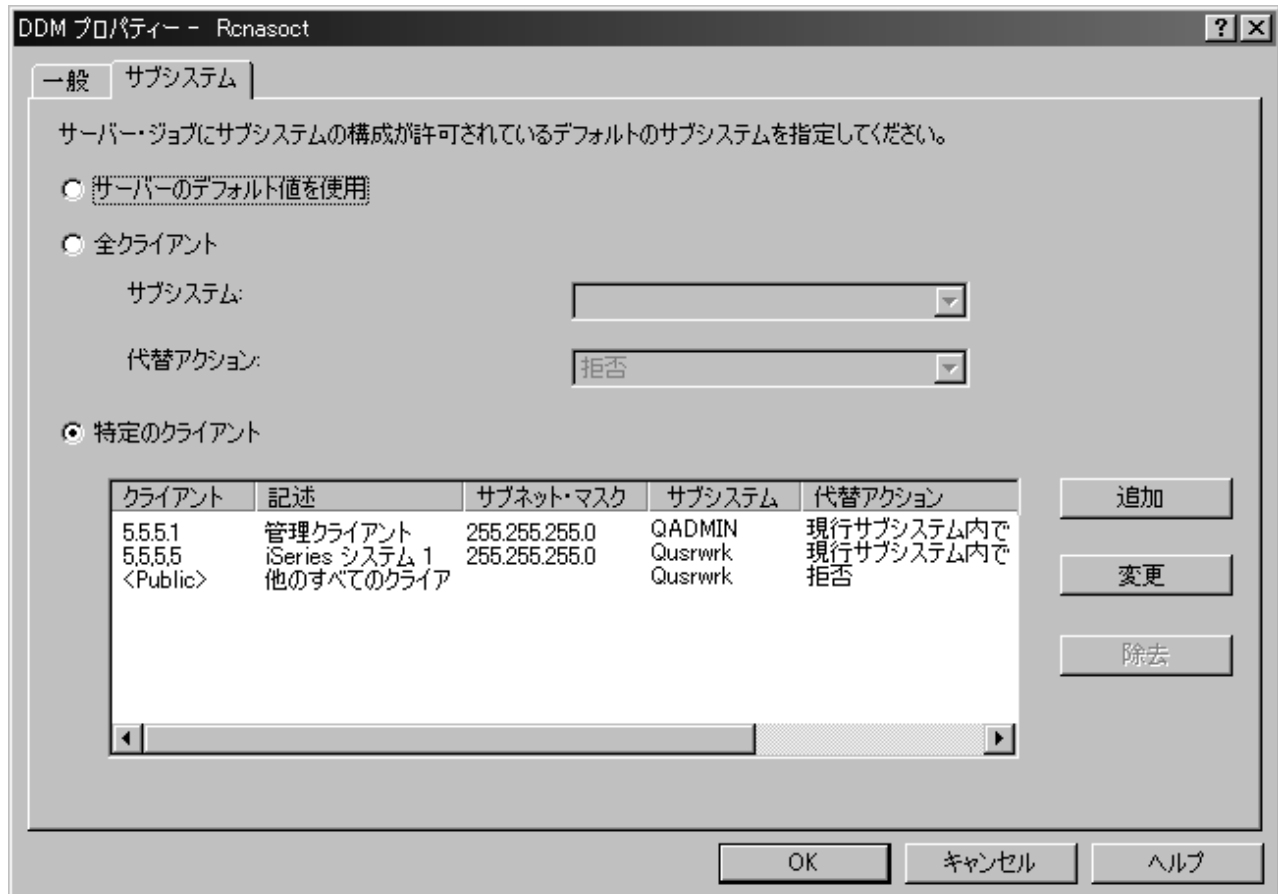 DDM プロパティー - Rcnasoct
一般 サブシステム
サーバー・ジョブにサブシステムの構成が許可されているデフォルトのサブシステムを指定してください。
サーバーのデフォルト値を使用
全クライアント
サブシステム:
代替アクション: 拒否
特定のクライアント
クライアント 記述 サブネット・マスク サブシステム 代替アクション
5.5.5.1 管理クライアント 255.255.255.0 QADMIN 現行サブシステム内で
5,5,5,5 iSeries システム 1 255.255.255.0 Qusrwrk 現行サブシステム内で
<Public> 他のすべてのクライア Qusrwrk 拒否
追加
変更
除去
OK キャンセル ヘルプ